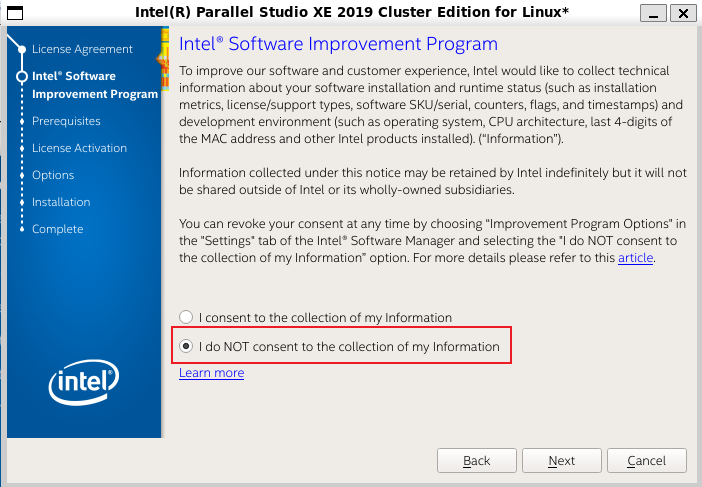 Intel(R) Parallel Studio XE 2019 Cluster Edition for Linux*
License Agreement
Intel® Software
Improvement Program
Prerequisites
License Activation
Options
Installation
Complete
intel
Intel® Software Improvement Program
To improve our software and customer experience, Intel would like to collect technical
information about your software installation and runtime status (such as installation
metrics, license/support types, software SKU/serial, counters, flags, and timestamps) and
development environment (such as operating system, CPU architecture, last 4-digits of
the MAC address and other Intel products installed). (“Information”).
Information collected under this notice may be retained by Intel indefinitely but it will not
be shared outside of Intel or its wholly-owned subsidiaries.
You can revoke your consent at any time by choosing "Improvement Program Options" in
the "Settings" tab of the Intel® Software Manager and selecting the "I do NOT consent to
the collection of my Information” option. For more details please refer to this article.
I consent to the collection of my Information
I do NOT consent to the collection of my Information
Learn more
Back
Next
Cancel